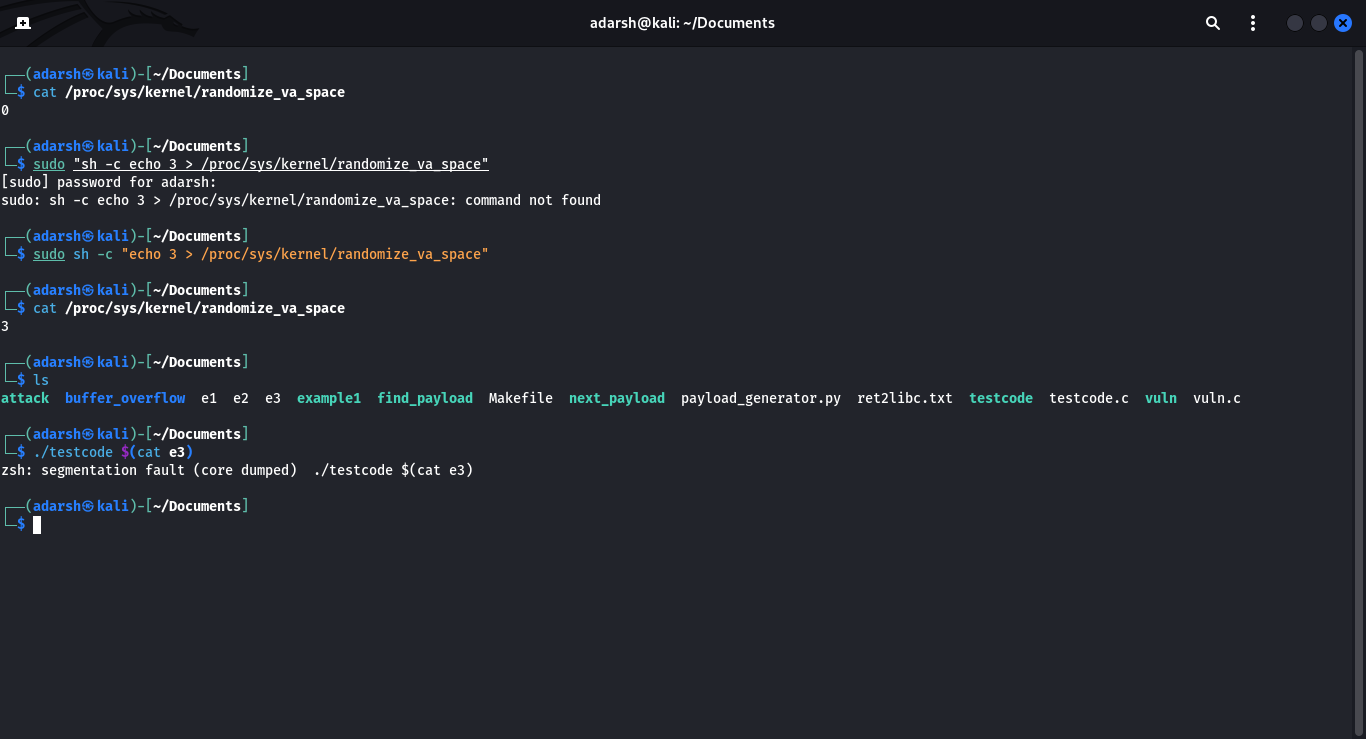 adarsh@kali: ~/Documents
┌──(adarsh㉿kali)-[~/Documents]
└─$ cat /proc/sys/kernel/randomize_va_space
0
┌──(adarsh㉿kali)-[~/Documents]
└─$ sudo "sh -c echo 3 > /proc/sys/kernel/randomize_va_space"
[sudo] password for adarsh:
sudo: sh -c echo 3 > /proc/sys/kernel/randomize_va_space: command not found
┌──(adarsh㉿kali)-[~/Documents]
└─$ sudo sh -c "echo 3 > /proc/sys/kernel/randomize_va_space"
┌──(adarsh㉿kali)-[~/Documents]
└─$ cat /proc/sys/kernel/randomize_va_space
3
┌──(adarsh㉿kali)-[~/Documents]
└─$ ls
attack  buffer_overflow  e1  e2  e3  example1  find_payload  Makefile  next_payload  payload_generator.py  ret2libc.txt  testcode  testcode.c  vuln  vuln.c
┌──(adarsh㉿kali)-[~/Documents]
└─$ ./testcode $(cat e3)
zsh: segmentation fault (core dumped)  ./testcode $(cat e3)
┌──(adarsh㉿kali)-[~/Documents]
└─$